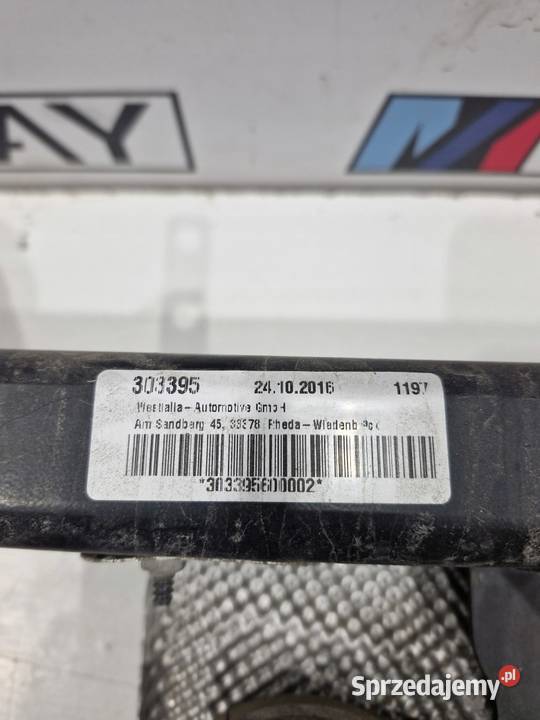 AY
M
303395 24.10.2016 1197
Westfalia-Automotive GmbH
Am Sandberg 45, 33378 Rheda-Wiedenbrück
*303395600002*
Sprzedajemy.pl